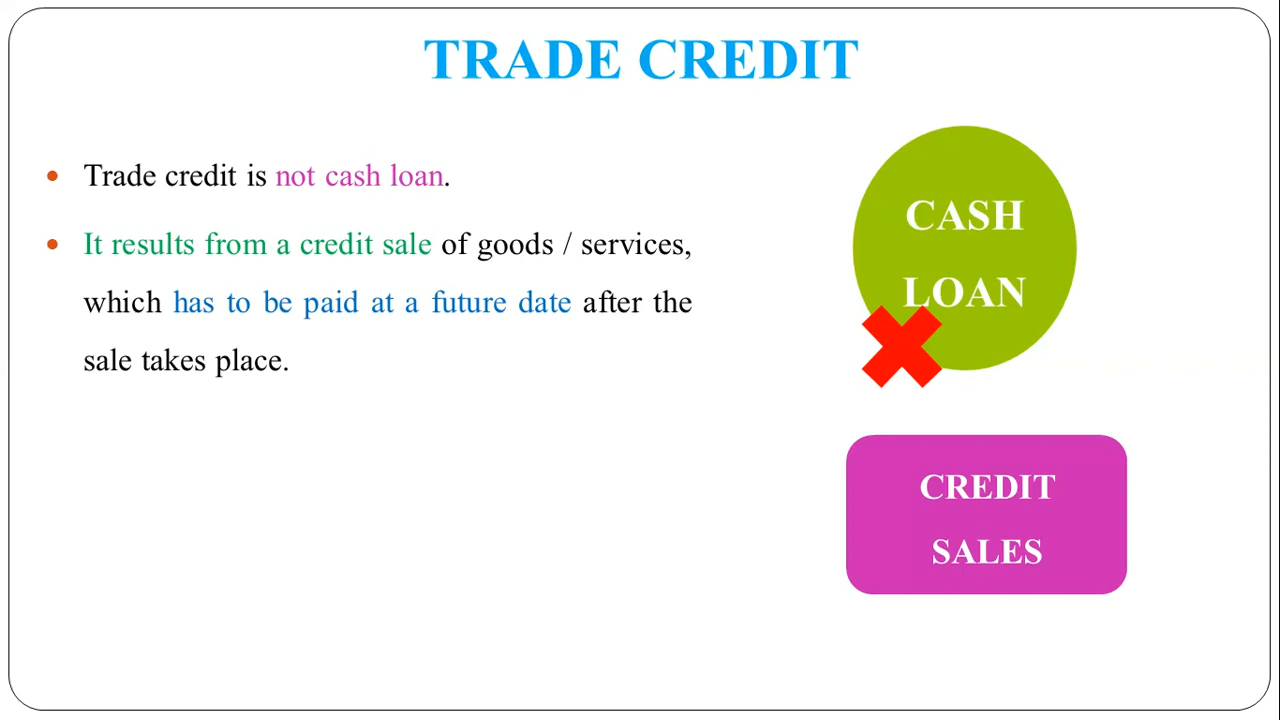 TRADE CREDIT
Trade credit is not cash loan.
It results from a credit sale of goods / services,
which has to be paid at a future date after the
sale takes place.
CASH
LOAN
CREDIT
SALES